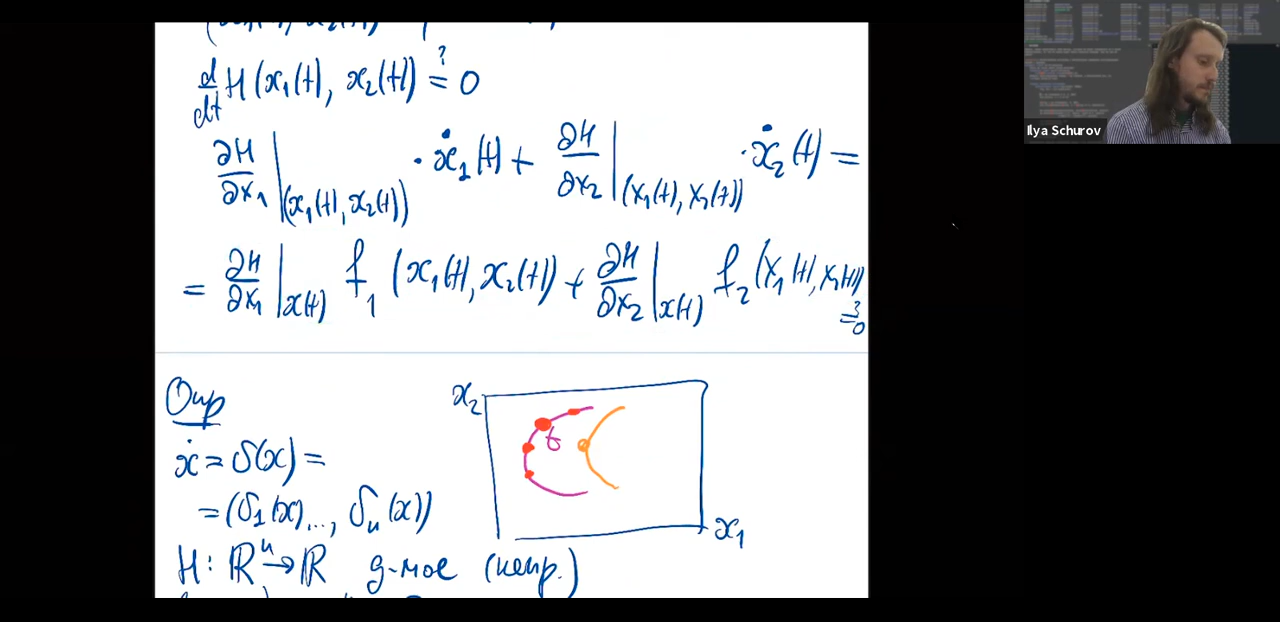 d/dt H(x₁(t), x₂(t)) ≟ 0
∂H/∂x₁ |(x₁(t), x₂(t)) · ẋ₁(t) + ∂H/∂x₂ |(x₁(t), x₂(t)) · ẋ₂(t) =
= ∂H/∂x₁ |x(t) f₁ (x₁(t), x₂(t)) + ∂H/∂x₂ |x(t) f₂ (x₁(t), x₂(t)) ≟ 0
Опр
ẋ = v(x) =
= (v₁(x), ..., vₙ(x))
H: ℝⁿ → ℝ д-мое (непр.)
x₂
x₁
Ilya Schurov